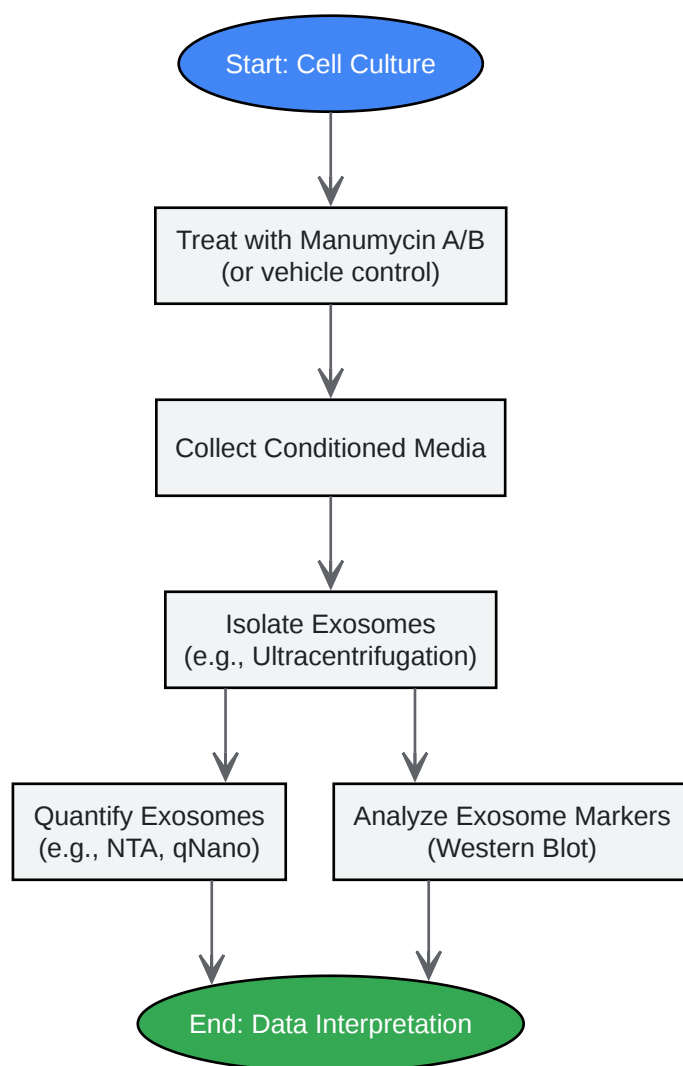 Start: Cell Culture
Treat with Manumycin A/B
(or vehicle control)
Collect Conditioned Media
Isolate Exosomes
(e.g., Ultracentrifugation)
Quantify Exosomes
(e.g., NTA, qNano)
Analyze Exosome Markers
(Western Blot)
End: Data Interpretation